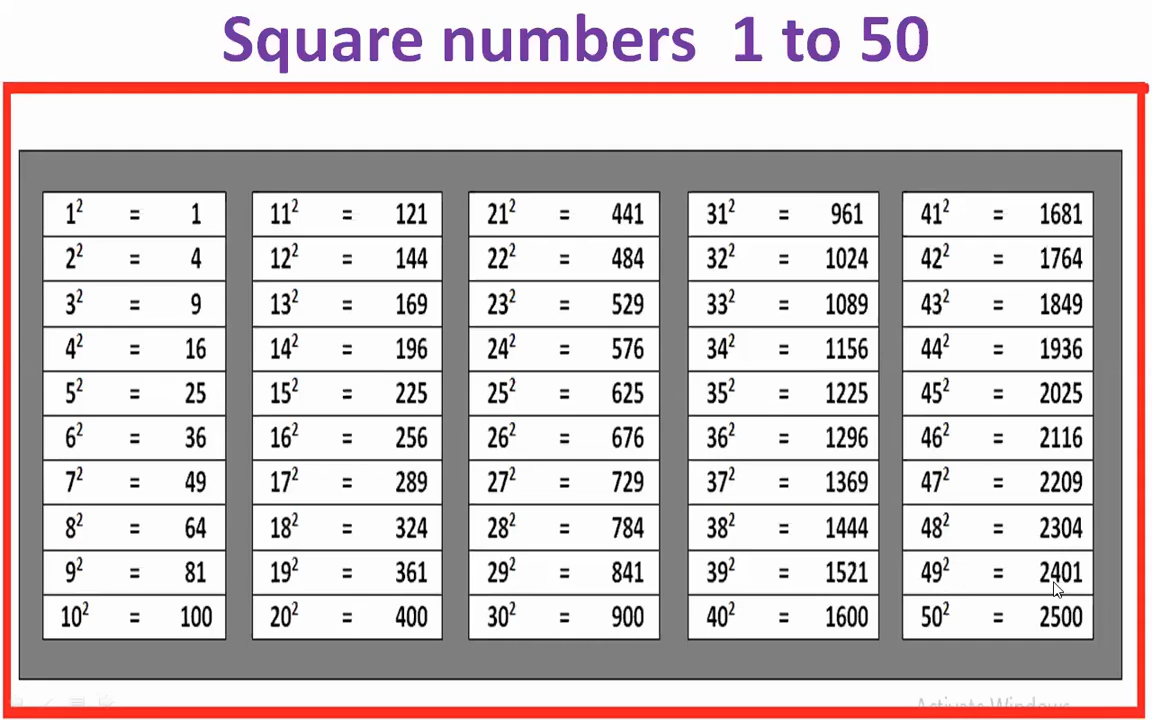 Square numbers 1 to 50
1² = 1
2² = 4
3² = 9
4² = 16
5² = 25
6² = 36
7² = 49
8² = 64
9² = 81
10² = 100
11² = 121
12² = 144
13² = 169
14² = 196
15² = 225
16² = 256
17² = 289
18² = 324
19² = 361
20² = 400
21² = 441
22² = 484
23² = 529
24² = 576
25² = 625
26² = 676
27² = 729
28² = 784
29² = 841
30² = 900
31² = 961
32² = 1024
33² = 1089
34² = 1156
35² = 1225
36² = 1296
37² = 1369
38² = 1444
39² = 1521
40² = 1600
41² = 1681
42² = 1764
43² = 1849
44² = 1936
45² = 2025
46² = 2116
47² = 2209
48² = 2304
49² = 2401
50² = 2500
Activate Windows